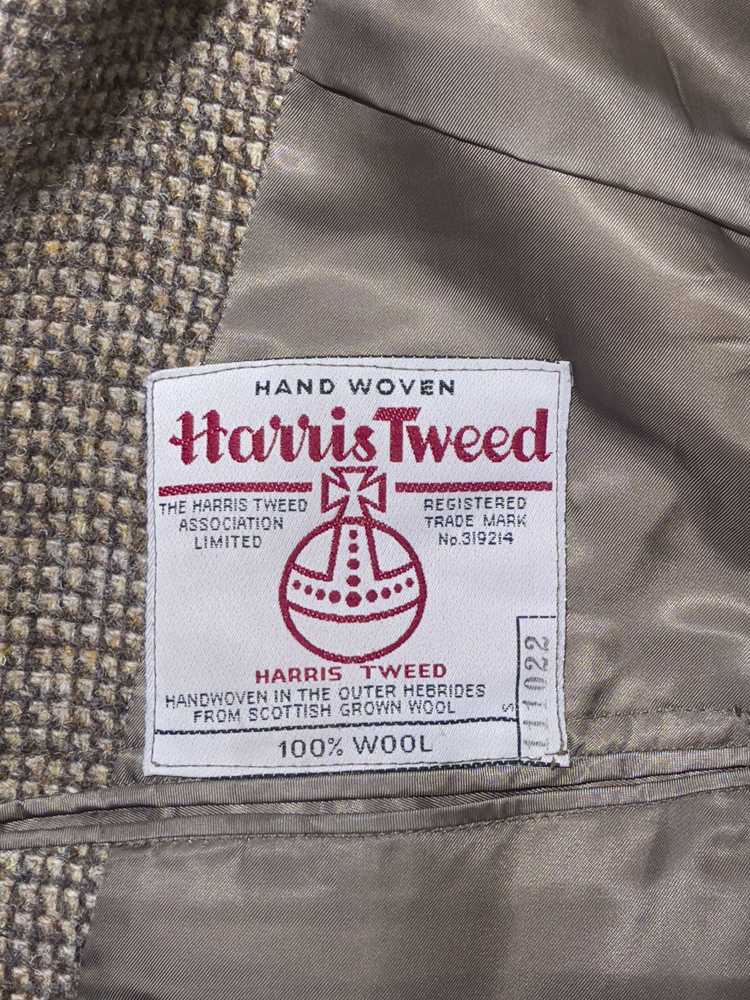 HAND WOVEN
Harris Tweed
THE HARRIS TWEED
ASSOCIATION
LIMITED
REGISTERED
TRADE MARK
No.319214
HARRIS TWEED
HANDWOVEN IN THE OUTER HEBRIDES
FROM SCOTTISH GROWN WOOL
S
100% WOOL
111022